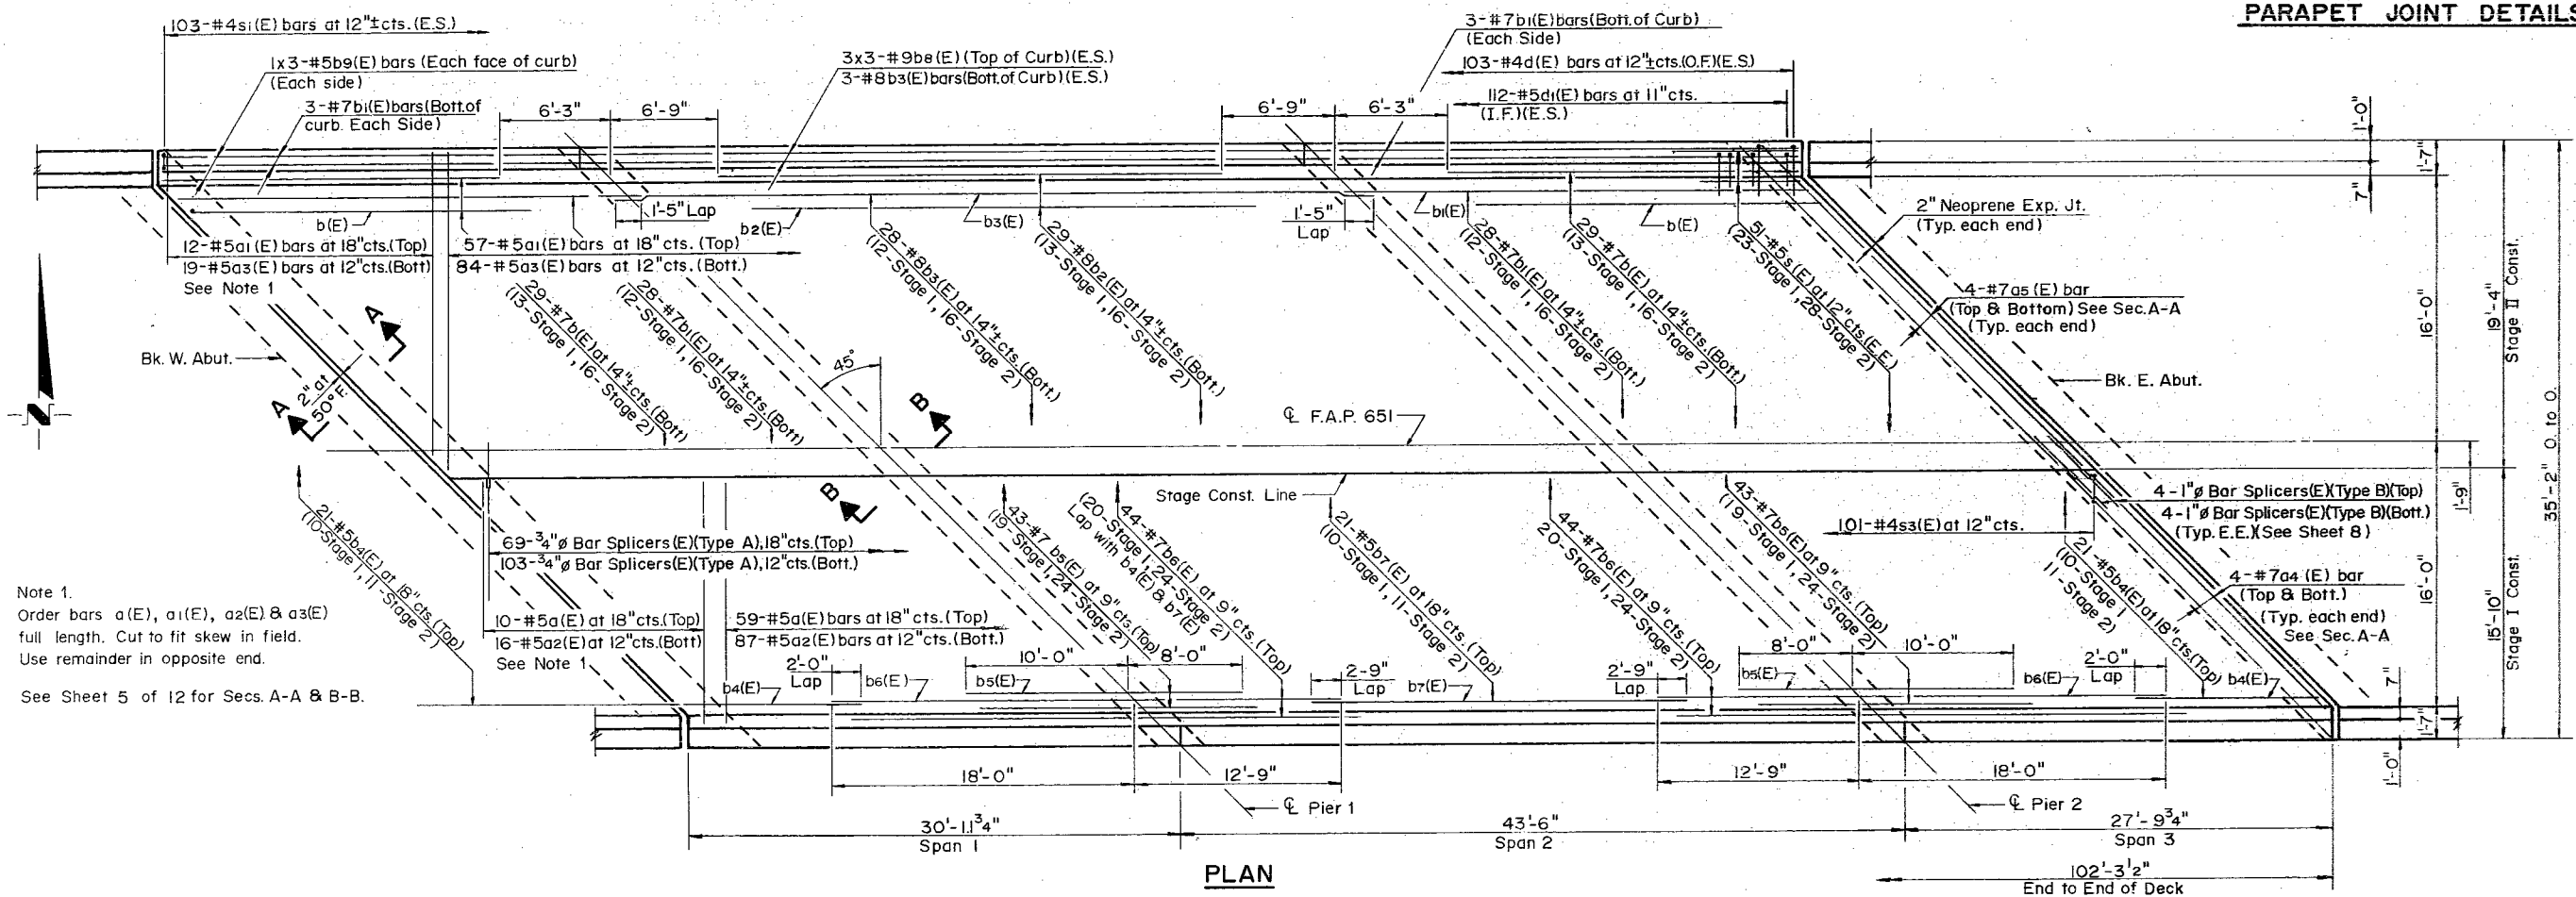 PARAPET JOINT DETAILS
103-#4s1(E) bars at 12"±cts.(E.S.)
1x3-#5b9(E) bars (Each face of curb)
(Each side)
3-#7b1(E)bars(Bott.of
curb. Each Side)
3x3-#9b8(E)(Top of Curb)(E.S.)
3-#8b3(E)bars(Bott.of Curb)(E.S.)
3-#7b1(E)bars(Bott.of Curb)
(Each Side)
103-#4d(E) bars at 12"±cts.(O.F.)(E.S.)
112-#5d1(E) bars at 11"cts.
(I.F.)(E.S.)
6'-3"
6'-9"
6'-9"
6'-3"
1'-0"
1'-7"
7"
b(E)
1'-5" Lap
b2(E)
b3(E)
1'-5"
Lap
b1(E)
b(E)
2" Neoprene Exp. Jt.
(Typ. each end)
12-#5a1(E) bars at 18"cts.(Top)
19-#5a3(E) bars at 12"cts.(Bott)
See Note 1
57-#5a1(E) bars at 18"cts. (Top)
84-#5a3(E) bars at 12"cts. (Bott.)
29-#7b(E)at 14"±cts.(Bott)
(13-Stage 1, 16-Stage 2)
28-#7b1(E)at 14"±cts.(Bott)
(12-Stage 1, 16-Stage 2)
28-#8b3(E)at 14"±cts.(Bott.)
(12-Stage 1, 16-Stage 2)
29-#8b2(E)at 14"±cts.(Bott.)
(13-Stage 1, 16-Stage 2)
28-#7b1(E)at 14"±cts.(Bott.)
(12-Stage 1, 16-Stage 2)
29-#7b(E)at 14"±cts.(Bott.)
(13-Stage 1, 16-Stage 2)
51-#5s(E)at 12"cts.(E.E.)
(23-Stage 1, 28-Stage 2)
4-#7a5(E) bar
(Top & Bottom) See Sec.A-A
(Typ. each end)
16'-0"
19'-4"
Stage II Const.
Bk. W. Abut.
A
A
2" at
50° F.
45°
B
B
Bk. E. Abut.
N
℄ F.A.P. 651
35'-2" O. to O.
Stage Const. Line
1'-9"
4-1"ø Bar Splicers(E)(Type B)(Top)
4-1"ø Bar Splicers(E)(Type B)(Bott.)
(Typ. E.E.)(See Sheet 8)
101-#4s3(E)at 12"cts.
69-3/4"ø Bar Splicers(E)(Type A),18"cts.(Top)
103-3/4"ø Bar Splicers(E)(Type A),12"cts.(Bott.)
21-#5b4(E)at 18"cts.(Top)
(10-Stage 1, 11-Stage 2)
43-#7 b5(E) at 9"cts.(Top)
(19-Stage 1, 24-Stage 2)
44-#7b6(E) at 9"cts.(Top)
(20-Stage 1, 24-Stage 2)
Lap with b4(E) & b7(E)
21-#5b7(E)at 18"cts.(Top)
(10-Stage 1, 11-Stage 2)
44-#7b6(E)at 9"cts.(Top)
20-Stage 1, 24-Stage 2)
43-#7b5(E)at 9"cts.(Top)
(19-Stage 1, 24-Stage 2)
21-#5b4(E)at 18"cts.(Top)
(10-Stage 1
11-Stage 2)
4-#7a4 (E) bar
(Top & Bott.)
(Typ. each end)
See Sec.A-A
16'-0"
15'-10"
Stage I Const.
7"
1'-7"
1'-0"
Note 1.
Order bars a(E), a1(E), a2(E) & a3(E)
full length. Cut to fit skew in field.
Use remainder in opposite end.
See Sheet 5 of 12 for Secs. A-A & B-B.
10-#5a(E) at 18"cts.(Top)
16-#5a2(E)at 12"cts.(Bott)
See Note 1
59-#5a(E) bars at 18"cts. (Top)
87-#5a2(E) bars at 12"cts.(Bott.)
2'-0"
Lap
b4(E)
b6(E)
10'-0"
8'-0"
b5(E)
2'-9
Lap
b7(E)
2'-9"
Lap
8'-0"
10'-0"
b5(E)
b6(E)
2'-0"
Lap
b4(E)
18'-0"
12'-9"
12'-9"
18'-0"
℄ Pier 1
℄ Pier 2
30'-11 3/4"
Span 1
43'-6"
Span 2
27'-9 3/4"
Span 3
PLAN
102'-3 1/2"
End to End of Deck